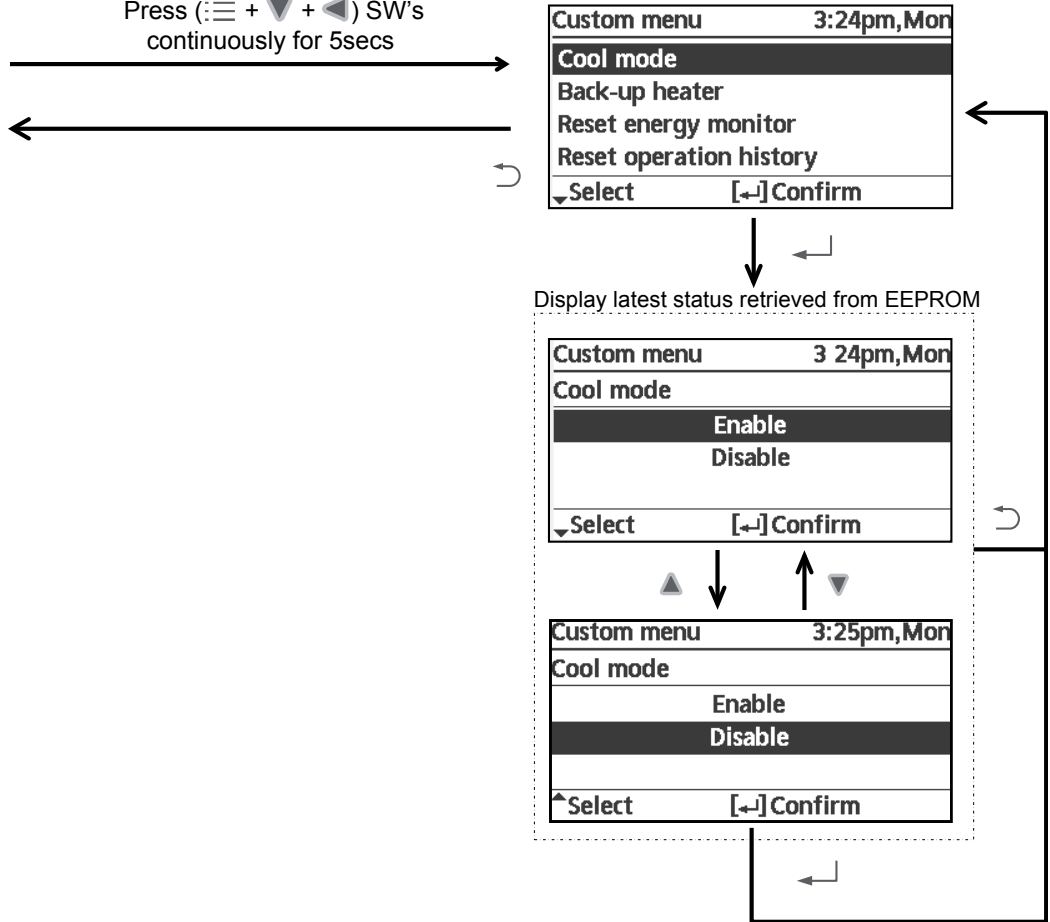 Press (⋮☰ + ▼ + ◀) SW's
continuously for 5secs
Custom menu 3:24pm,Mon
Cool mode
Back-up heater
Reset energy monitor
Reset operation history
Select [↵]Confirm
Display latest status retrieved from EEPROM
Custom menu 3 24pm,Mon
Cool mode
Enable
Disable
Select [↵]Confirm
Custom menu 3:25pm,Mon
Cool mode
Enable
Disable
Select [↵]Confirm